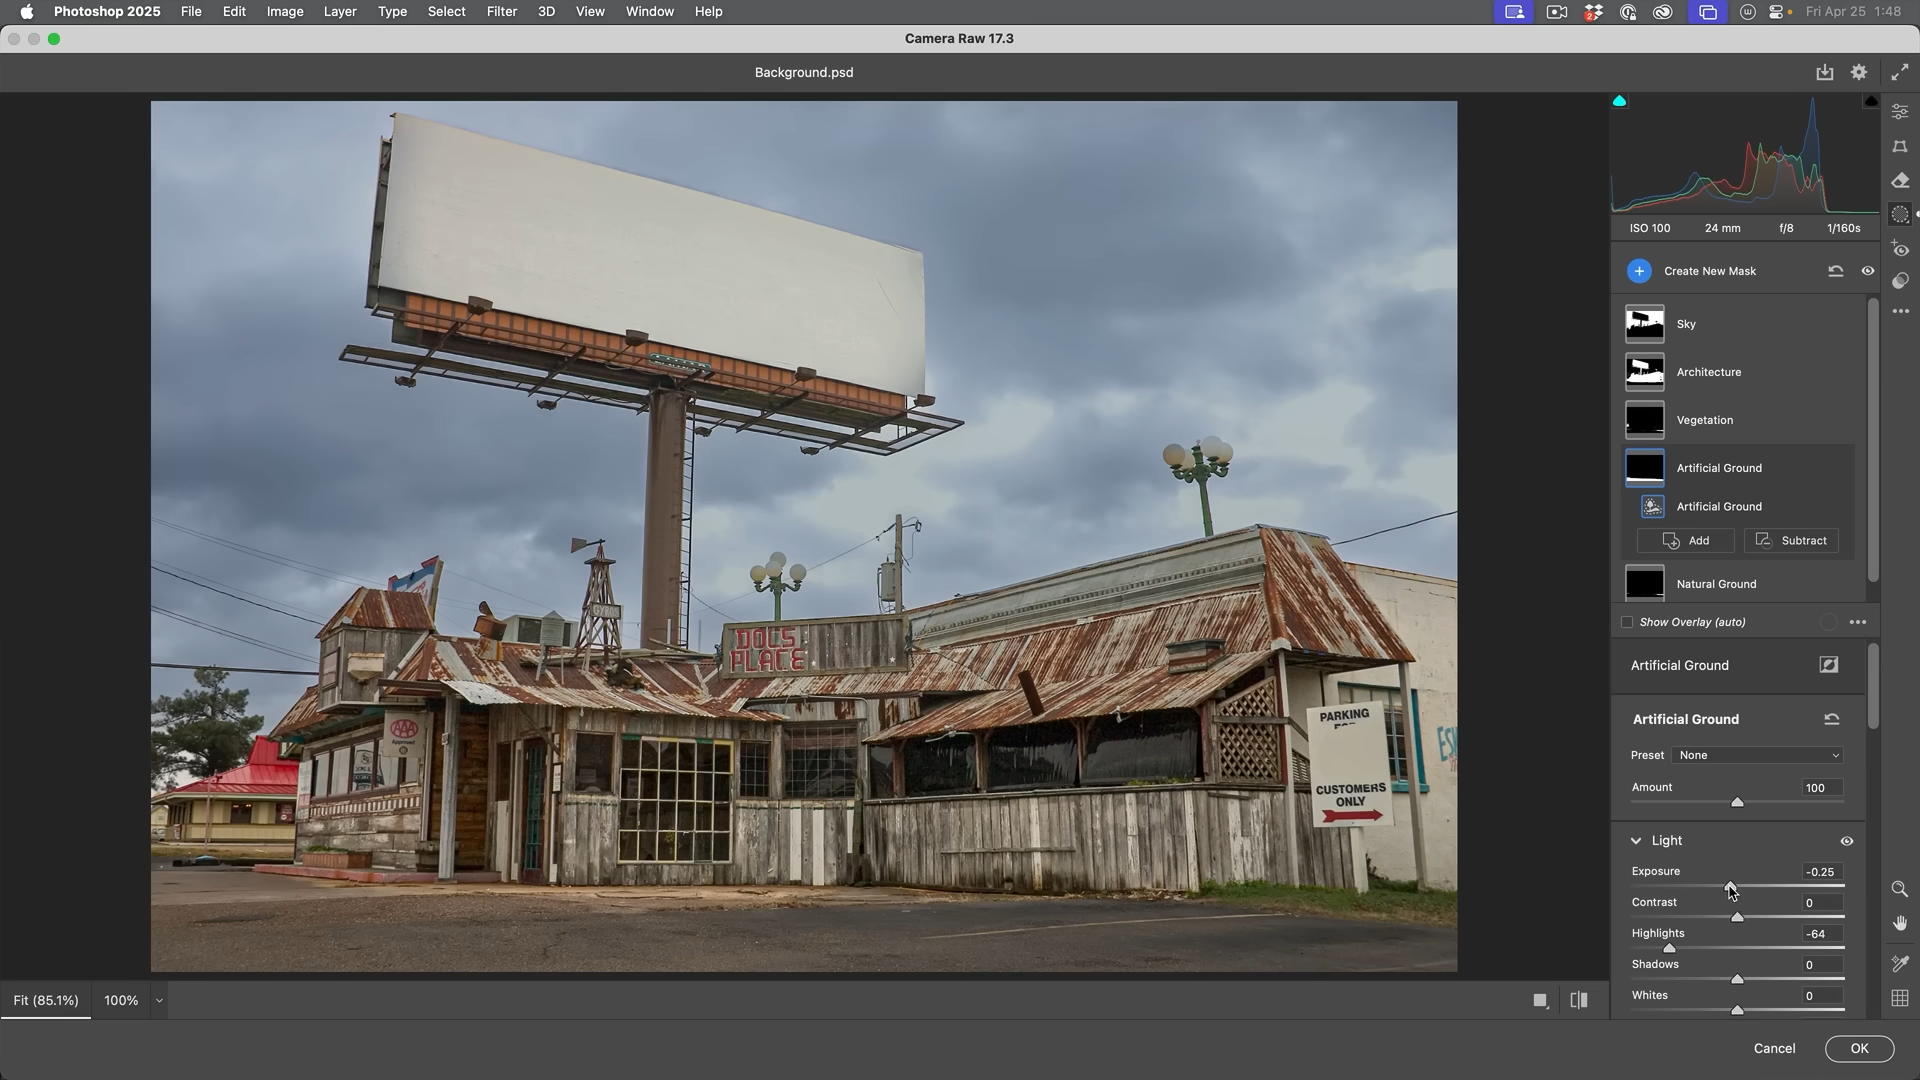 Photoshop 2025 File Edit Image Layer Type Select Filter 3D View Window Help
2
Fri Apr 25 1:48
Camera Raw 17.3
Background.psd
ISO 100 24 mm f/8 1/160s
Create New Mask
Sky
Architecture
Vegetation
Artificial Ground
Artificial Ground
Add Subtract
Natural Ground
Show Overlay (auto)
Artificial Ground
Artificial Ground
Preset None
Amount 100
Light
Exposure -0.25
Contrast 0
Highlights -64
Shadows 0
Whites 0
GYRO
DOC'S
PLACE
AAA
Approved
PARKING
CUSTOMERS
ONLY
Fit (85.1%) 100%
Cancel OK